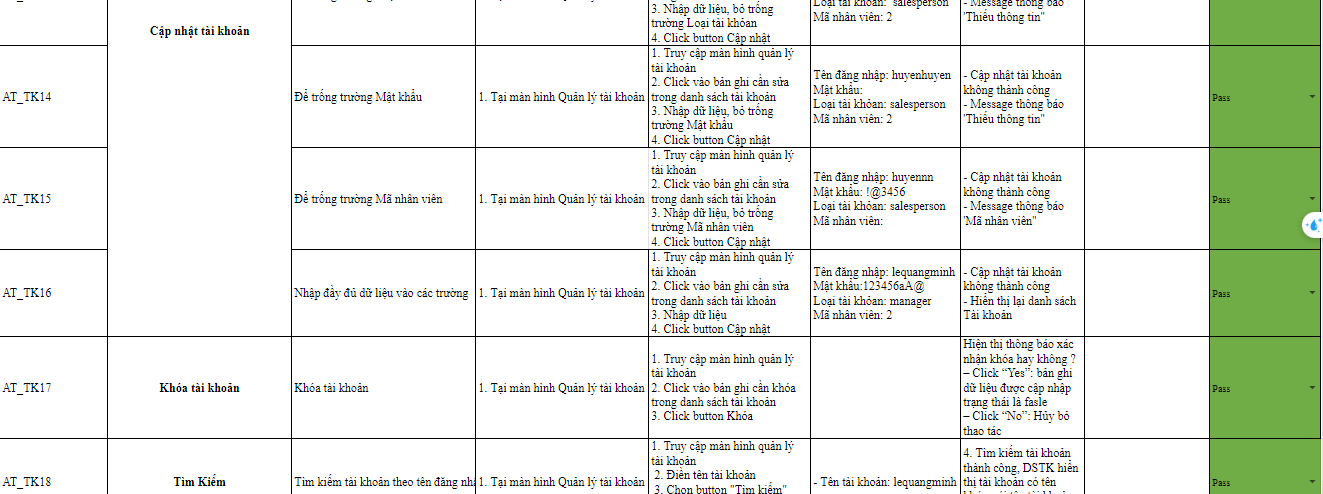 3. Nhập dữ liệu, bỏ trống
trường Loại tài khoản
4. Click button Cập nhật
Loại tài khoản: salesperson
Mã nhân viên: 2
- Message thông báo
'Thiếu thông tin"
Cập nhật tài khoản
AT_TK14
Để trống trường Mật khẩu
1. Tại màn hình Quản lý tài khoản
1. Truy cập màn hình quản lý
tài khoản
2. Click vào bản ghi cần sửa
trong danh sách tài khoản
3. Nhập dữ liệu, bỏ trống
trường Mật khẩu
4. Click button Cập nhật
Tên đăng nhập: huyenhuyen
Mật khẩu:
Loại tài khoản: salesperson
Mã nhân viên: 2
- Cập nhật tài khoản
không thành công
- Message thông báo
'Thiếu thông tin"
Pass
AT_TK15
Để trống trường Mã nhân viên
1. Tại màn hình Quản lý tài khoản
1. Truy cập màn hình quản lý
tài khoản
2. Click vào bản ghi cần sửa
trong danh sách tài khoản
3. Nhập dữ liệu, bỏ trống
trường Mã nhân viên
4. Click button Cập nhật
Tên đăng nhập: huyennn
Mật khẩu: !@3456
Loại tài khoản: salesperson
Mã nhân viên:
- Cập nhật tài khoản
không thành công
- Message thông báo
'Mã nhân viên"
Pass
AT_TK16
Nhập đầy đủ dữ liệu vào các trường
1. Tại màn hình Quản lý tài khoản
1. Truy cập màn hình quản lý
tài khoản
2. Click vào bản ghi cần sửa
trong danh sách tài khoản
3. Nhập dữ liệu
4. Click button Cập nhật
Tên đăng nhập: lequangminh
Mật khẩu:123456aA@
Loại tài khoản: manager
Mã nhân viên: 2
- Cập nhật tài khoản
không thành công
- Hiển thị lại danh sách
Tài khoản
Pass
AT_TK17
Khóa tài khoản
Khóa tài khoản
1. Tại màn hình Quản lý tài khoản
1. Truy cập màn hình quản lý
tài khoản
2. Click vào bản ghi cần khóa
trong danh sách tài khoản
3. Click button Khóa
Hiện thị thông báo xác
nhận khóa hay không ?
– Click “Yes”: bản ghi
dữ liệu được cập nhập
trạng thái là fasle
– Click “No”: Hủy bỏ
thao tác
Pass
AT_TK18
Tìm Kiếm
Tìm kiếm tài khoản theo tên đăng
1. Tại màn hình Quản lý tài khoản
1. Truy cập màn hình quản lý
tài khoản
2. Điền tên tài khoản
3. Chọn button "Tìm kiếm"
- Tên tài khoản: lequangminh
4. Tìm kiếm tài khoản
thành công, DSTK hiển
thị tài khoản có tên
Pass